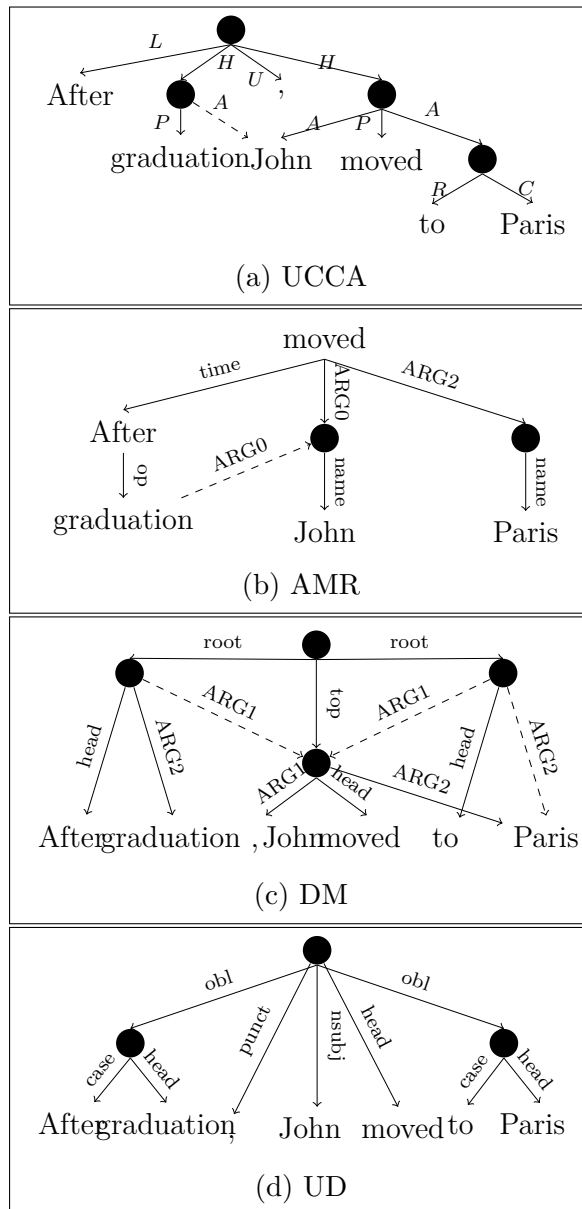 L H U H
After ,
P A A P A
graduation John moved
R C
to Paris
(a) UCCA
moved
time ARG0 ARG2
After
op ARG0 name name
graduation John Paris
(b) AMR
root root
ARG1 top ARG1
head ARG2 head ARG2
ARG1 head ARG2
After graduation , John moved to Paris
(c) DM
obl obl
punct nsubj head
case head case head
After graduation , John moved to Paris
(d) UD